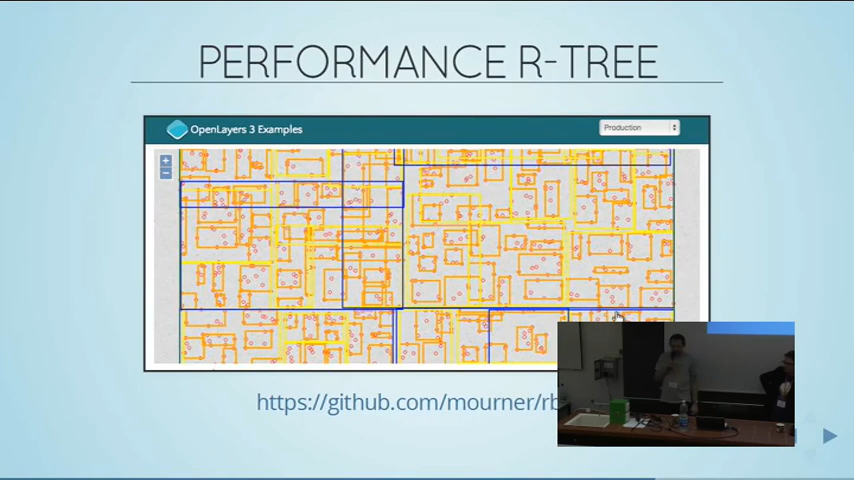 PERFORMANCE R-TREE
OpenLayers 3 Examples
Production
+
−
https://github.com/mourner/rb